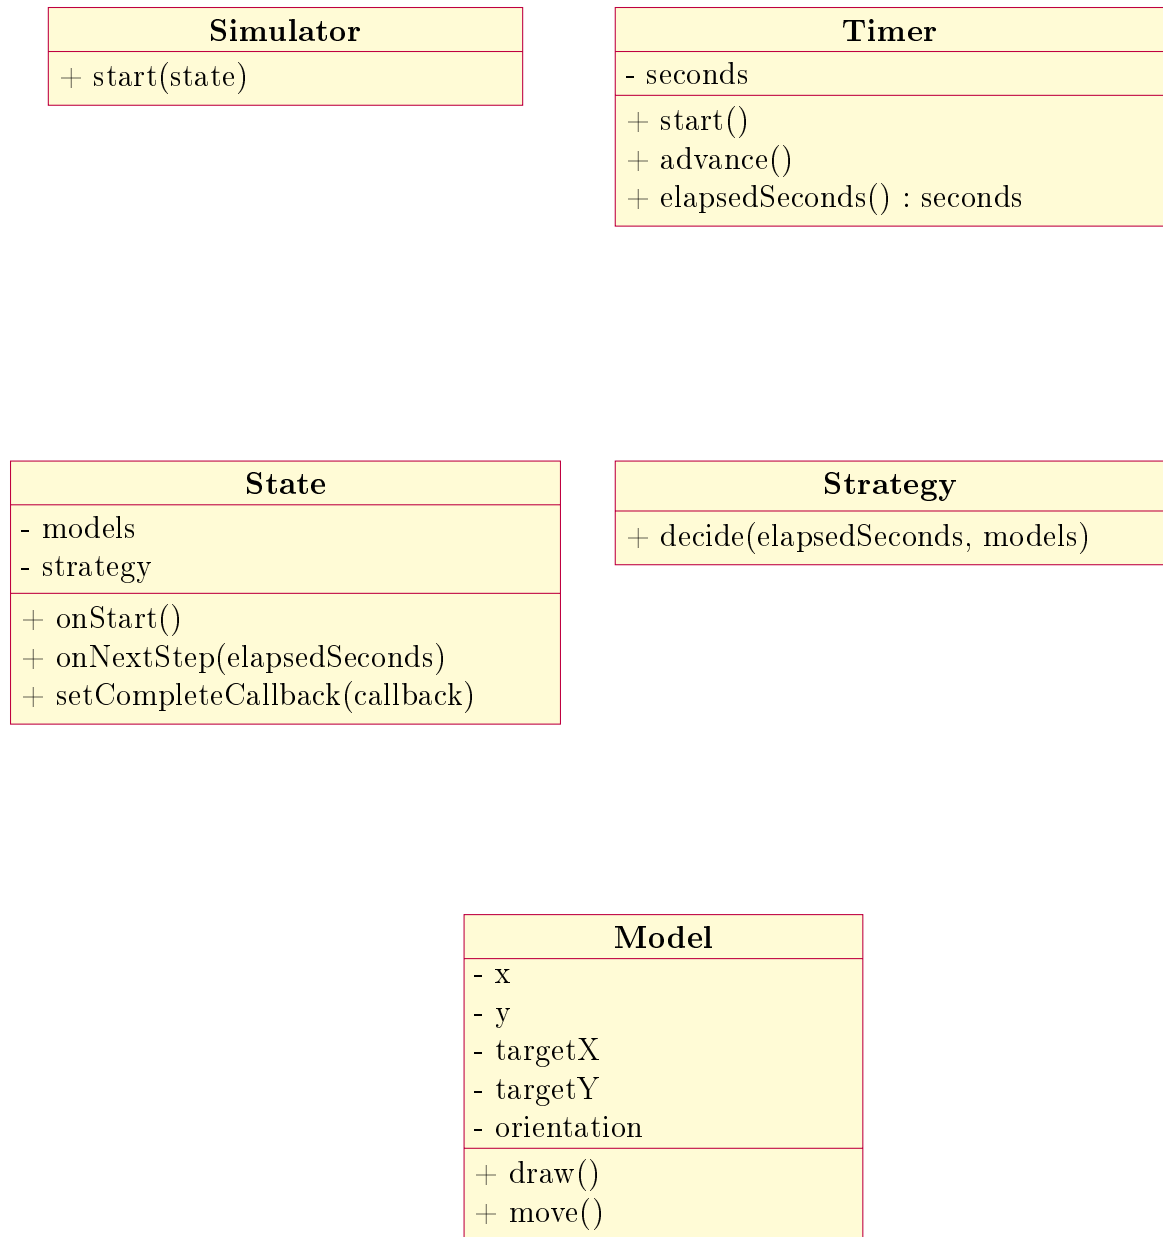 Simulator
+ start(state)
Timer
- seconds
+ start()
+ advance()
+ elapsedSeconds() : seconds
State
- models
- strategy
+ onStart()
+ onNextStep(elapsedSeconds)
+ setCompleteCallback(callback)
Strategy
+ decide(elapsedSeconds, models)
Model
- x
- y
- targetX
- targetY
- orientation
+ draw()
+ move()